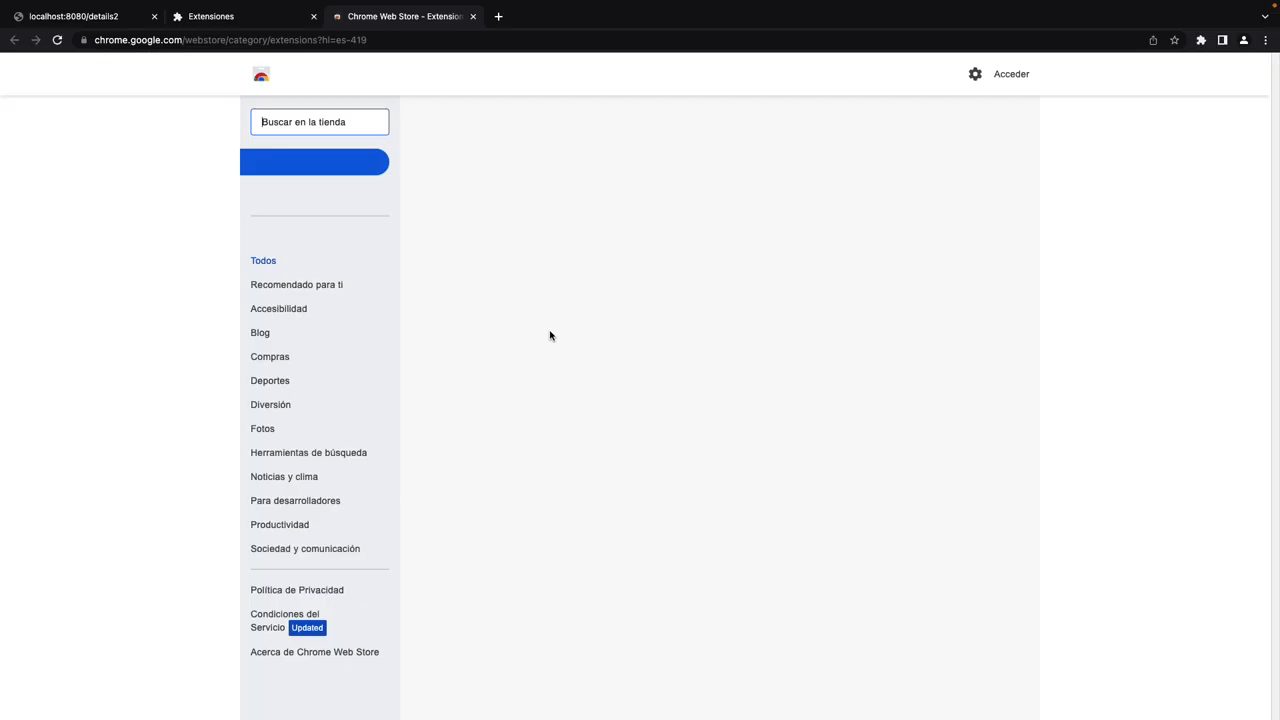 localhost:8080/details2
Extensiones
Chrome Web Store - Extension
chrome.google.com/webstore/category/extensions?hl=es-419
Acceder
Buscar en la tienda
Todos
Recomendado para ti
Accesibilidad
Blog
Compras
Deportes
Diversión
Fotos
Herramientas de búsqueda
Noticias y clima
Para desarrolladores
Productividad
Sociedad y comunicación
Política de Privacidad
Condiciones del
Servicio Updated
Acerca de Chrome Web Store